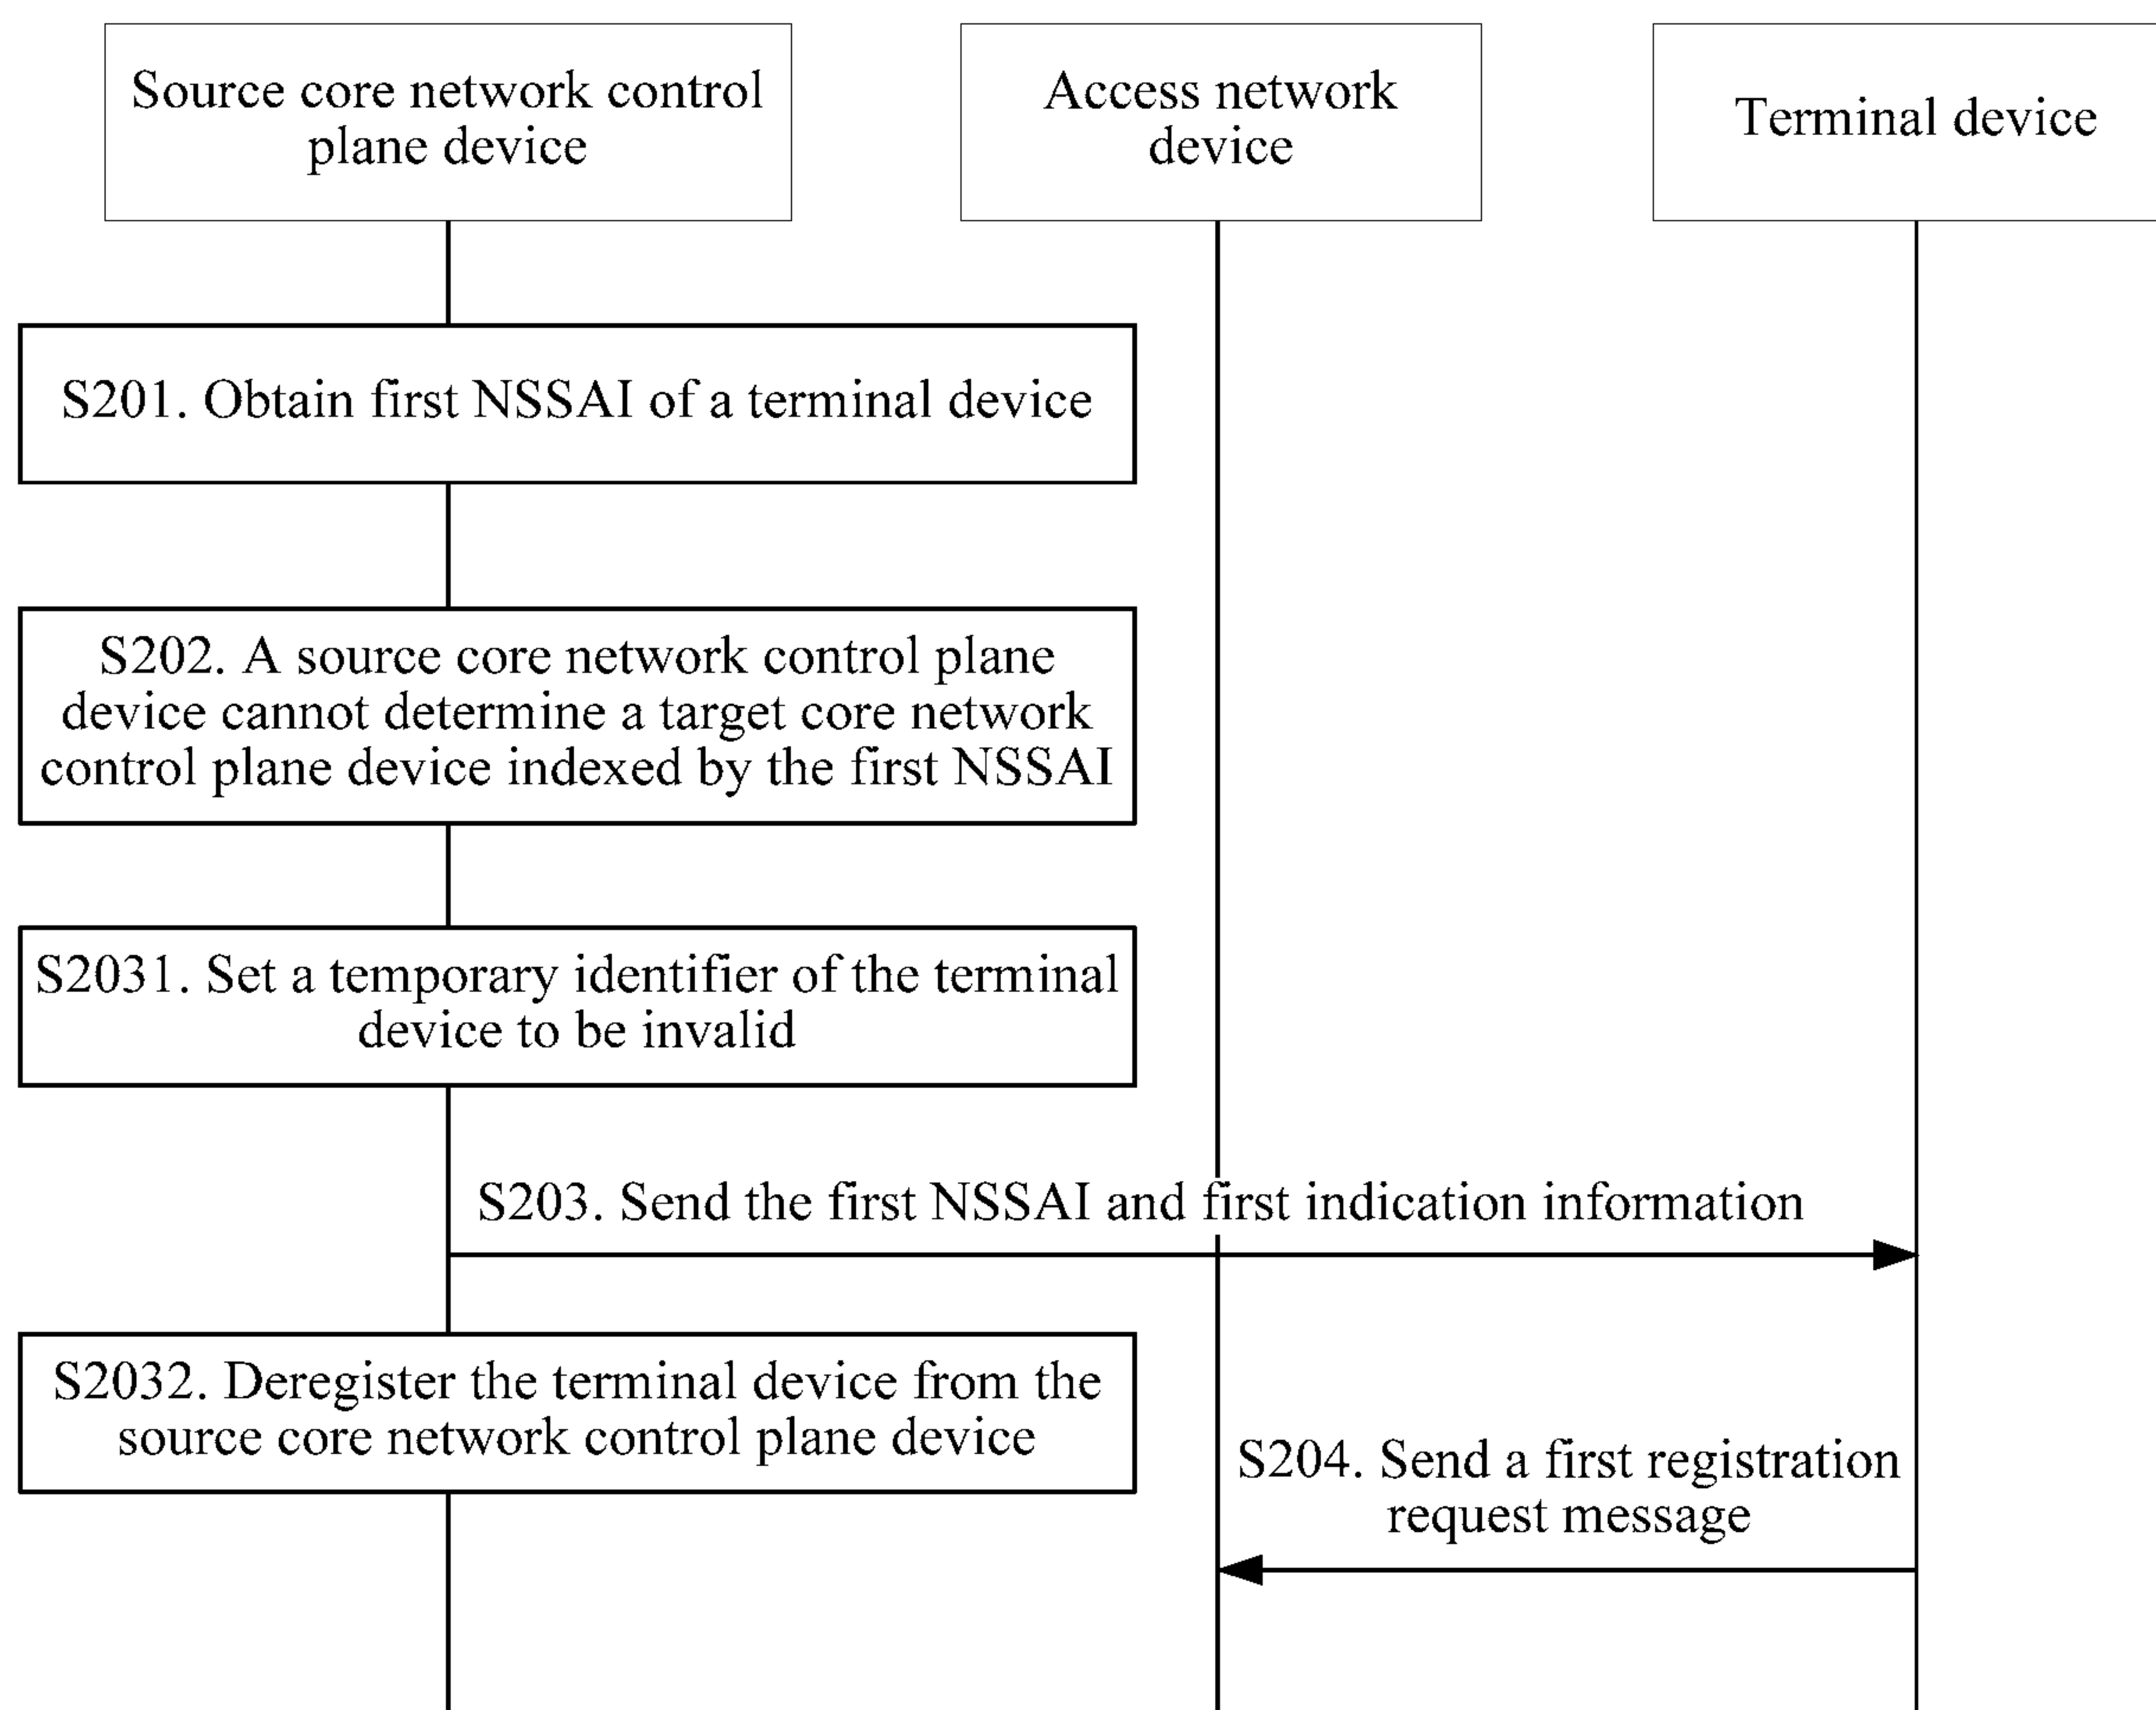 Source core network control
plane device
Access network
device
Terminal device
S201. Obtain first NSSAI of a terminal device
S202. A source core network control plane
device cannot determine a target core network
control plane device indexed by the first NSSAI
S2031. Set a temporary identifier of the terminal
device to be invalid
S203. Send the first NSSAI and first indication information
S2032. Deregister the terminal device from the
source core network control plane device
S204. Send a first registration
request message